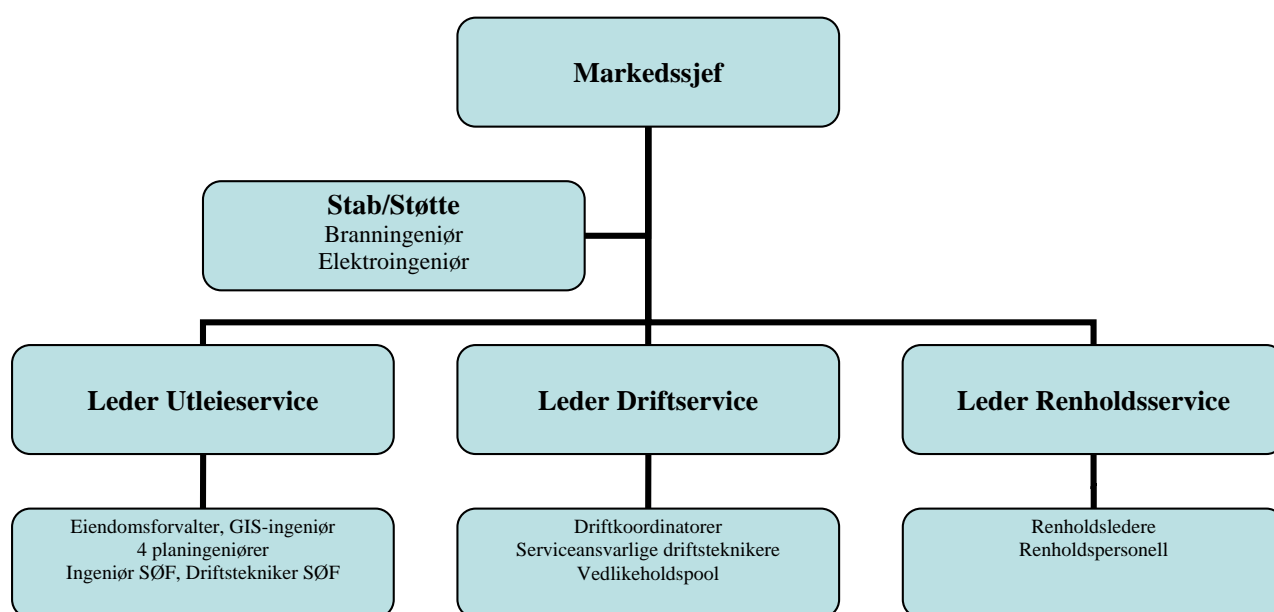 Markedssjef
Stab/Støtte
Branningeniør
Elektroingeniør
Leder Utleieservice
Leder Driftservice
Leder Renholdsservice
Eiendomsforvalter, GIS-ingeniør
4 planingeniører
Ingeniør SØF, Driftstekniker SØF
Driftkoordinatorer
Serviceansvarlige driftsteknikere
Vedlikeholdspool
Renholdsledere
Renholdspersonell